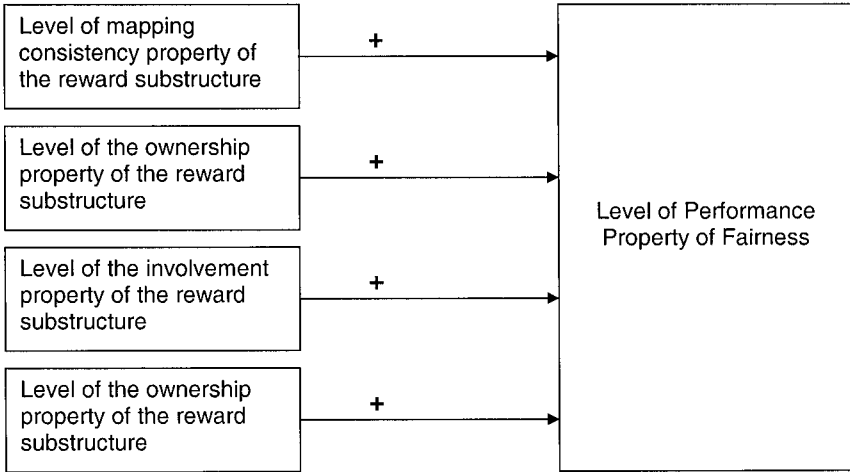 Level of mapping
consistency property of
the reward substructure
+
Level of the ownership
property of the reward
substructure
+
Level of the involvement
property of the reward
substructure
+
Level of the ownership
property of the reward
substructure
+
Level of Performance
Property of Fairness